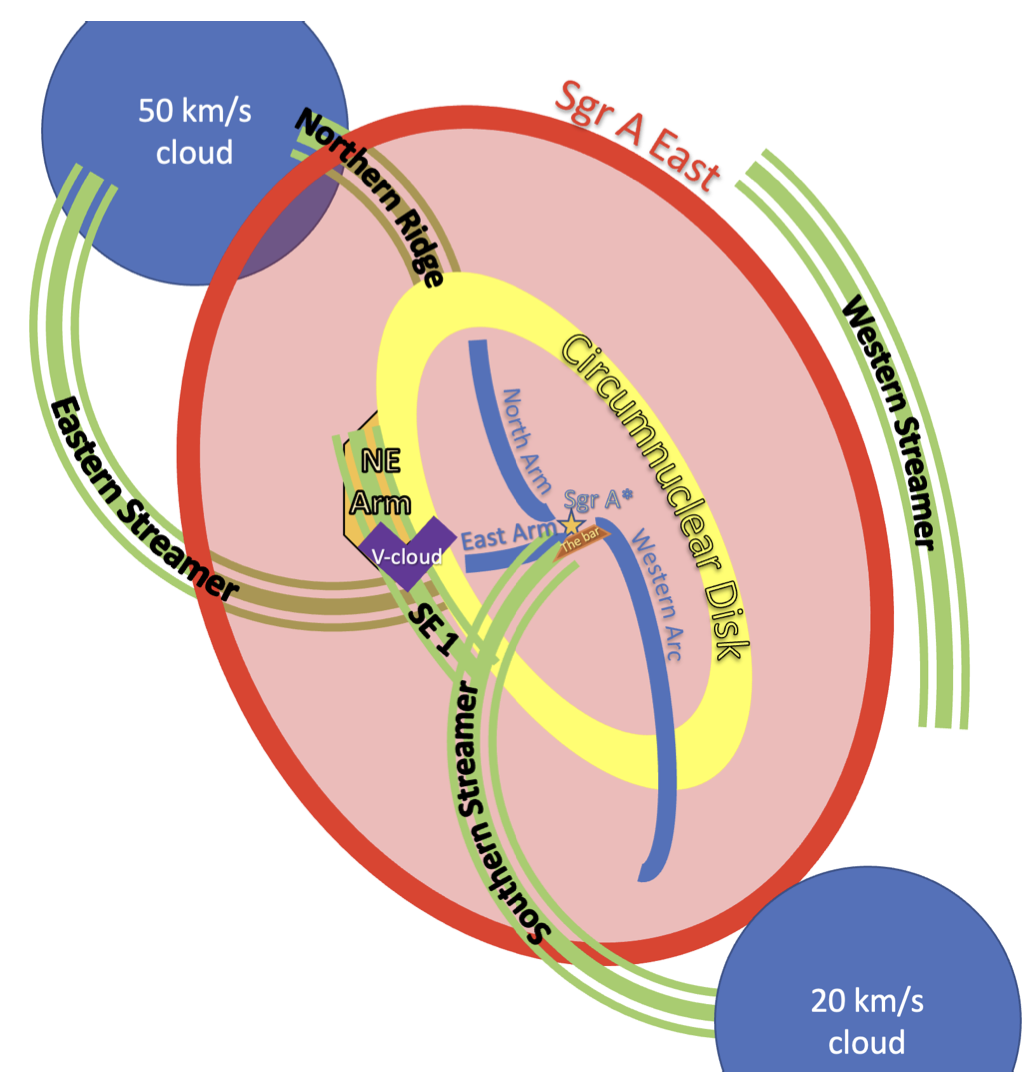 50 km/s
cloud
Northern Ridge
Sgr A East
Western Streamer
Circumnuclear Disk
North Arm
Sgr A*
NE
Arm
East Arm
The bar
V-cloud
Western Arc
Eastern Streamer
SE 1
Southern Streamer
20 km/s
cloud